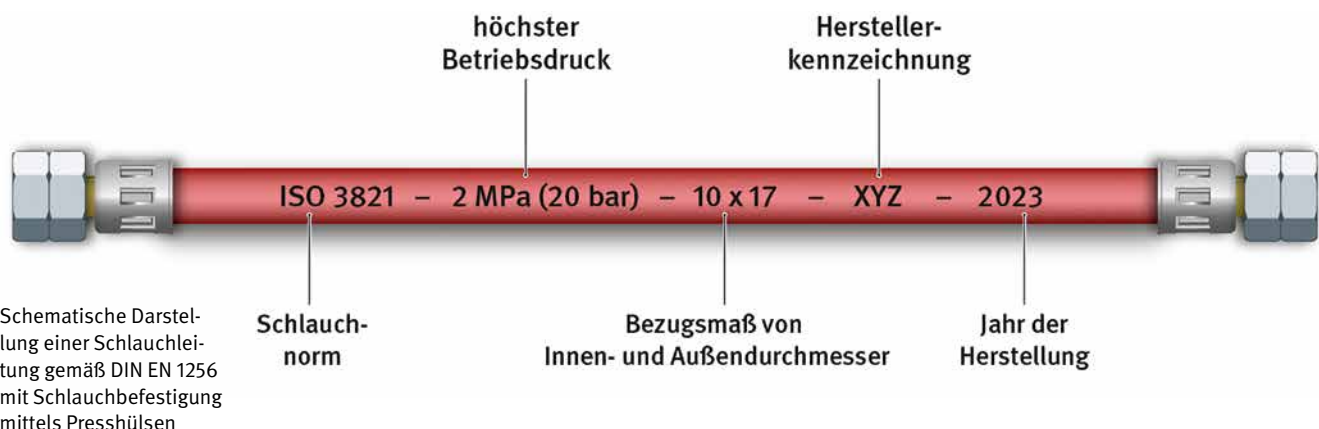 höchster
Betriebsdruck
Hersteller-
kennzeichnung
ISO 3821 – 2 MPa (20 bar) – 10 x 17 – XYZ – 2023
Schlauch-
norm
Bezugsmaß von
Innen- und Außendurchmesser
Jahr der
Herstellung
Schematische Darstel-
lung einer Schlauchlei-
tung gemäß DIN EN 1256
mit Schlauchbefestigung
mittels Presshülsen